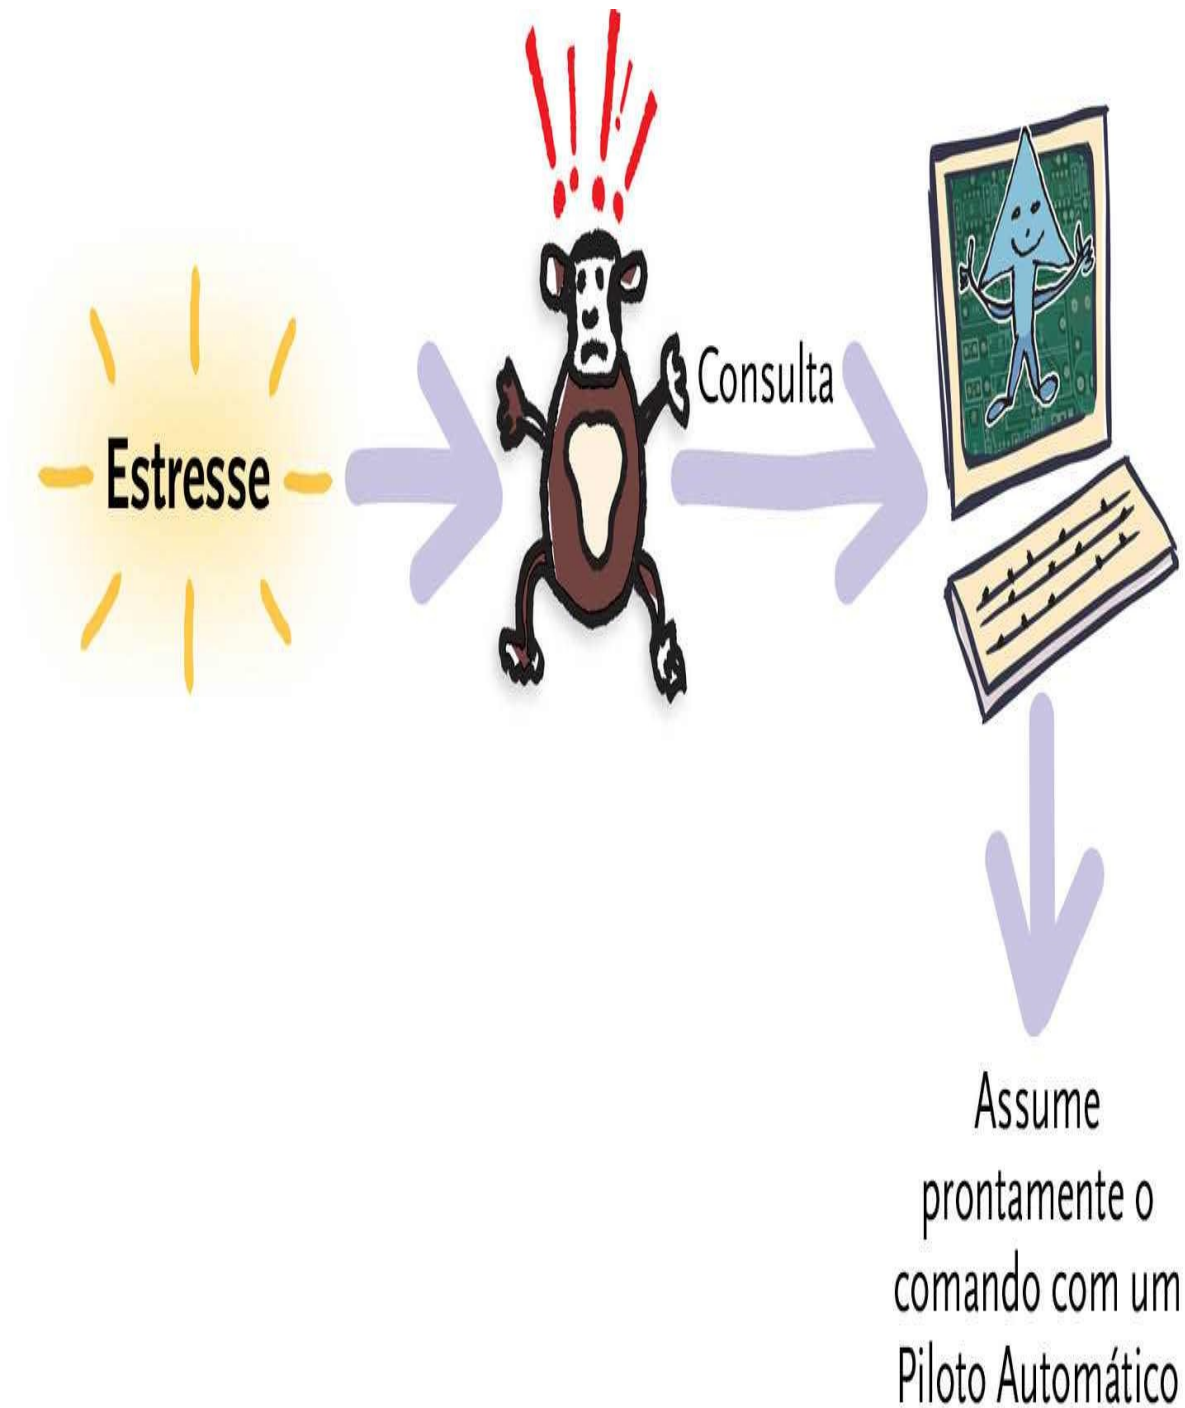 Estresse
Consulta
Assume
prontamente o
comando com um
Piloto Automático